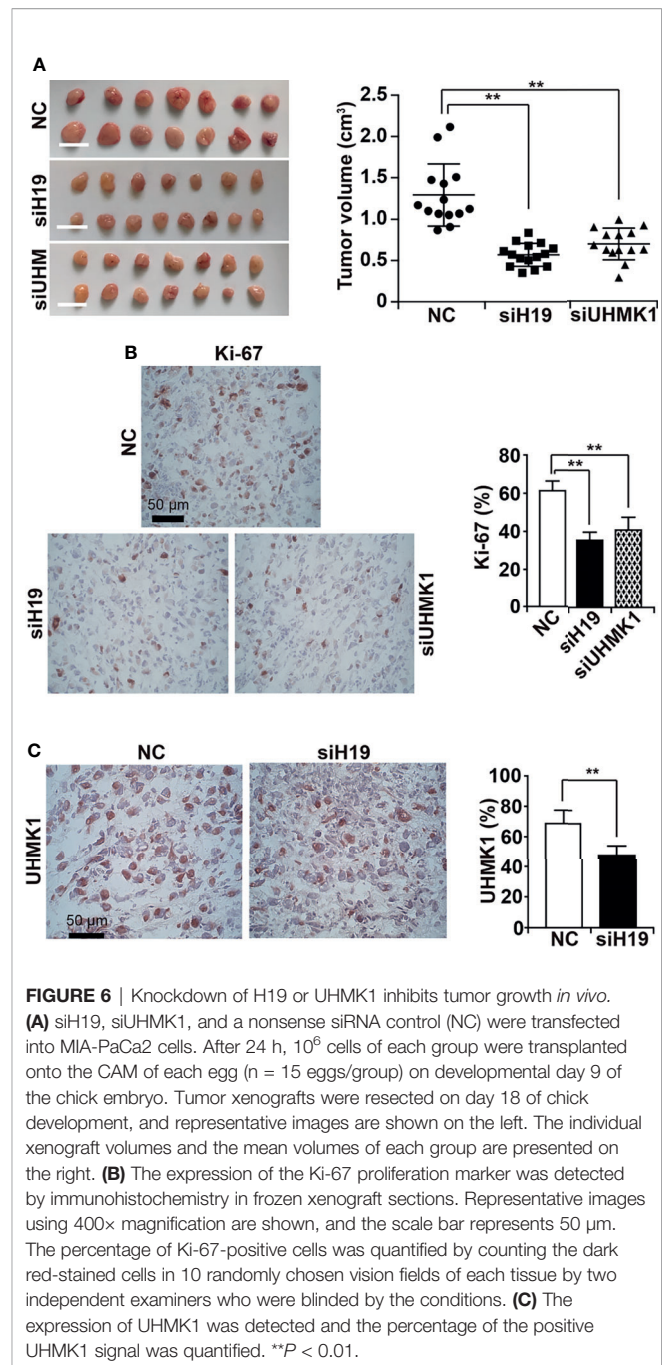 A
NC
siH19
siUHM
Tumor volume (cm³)
2.5
2.0
1.5
1.0
0.5
0
**
**
NC
siH19
siUHMK1
B
Ki-67
NC
50 µm
siH19
siUHMK1
Ki-67 (%)
80
60
40
20
0
**
**
NC
siH19
siUHMK1
C
NC
siH19
UHMK1
50 µm
UHMK1 (%)
100
80
60
40
20
0
**
NC
siH19
FIGURE 6 | Knockdown of H19 or UHMK1 inhibits tumor growth in vivo.
(A) siH19, siUHMK1, and a nonsense siRNA control (NC) were transfected
into MIA-PaCa2 cells. After 24 h, 10⁶ cells of each group were transplanted
onto the CAM of each egg (n = 15 eggs/group) on developmental day 9 of
the chick embryo. Tumor xenografts were resected on day 18 of chick
development, and representative images are shown on the left. The individual
xenograft volumes and the mean volumes of each group are presented on
the right. (B) The expression of the Ki-67 proliferation marker was detected
by immunohistochemistry in frozen xenograft sections. Representative images
using 400× magnification are shown, and the scale bar represents 50 µm.
The percentage of Ki-67-positive cells was quantified by counting the dark
red-stained cells in 10 randomly chosen vision fields of each tissue by two
independent examiners who were blinded by the conditions. (C) The
expression of UHMK1 was detected and the percentage of the positive
UHMK1 signal was quantified. **P < 0.01.